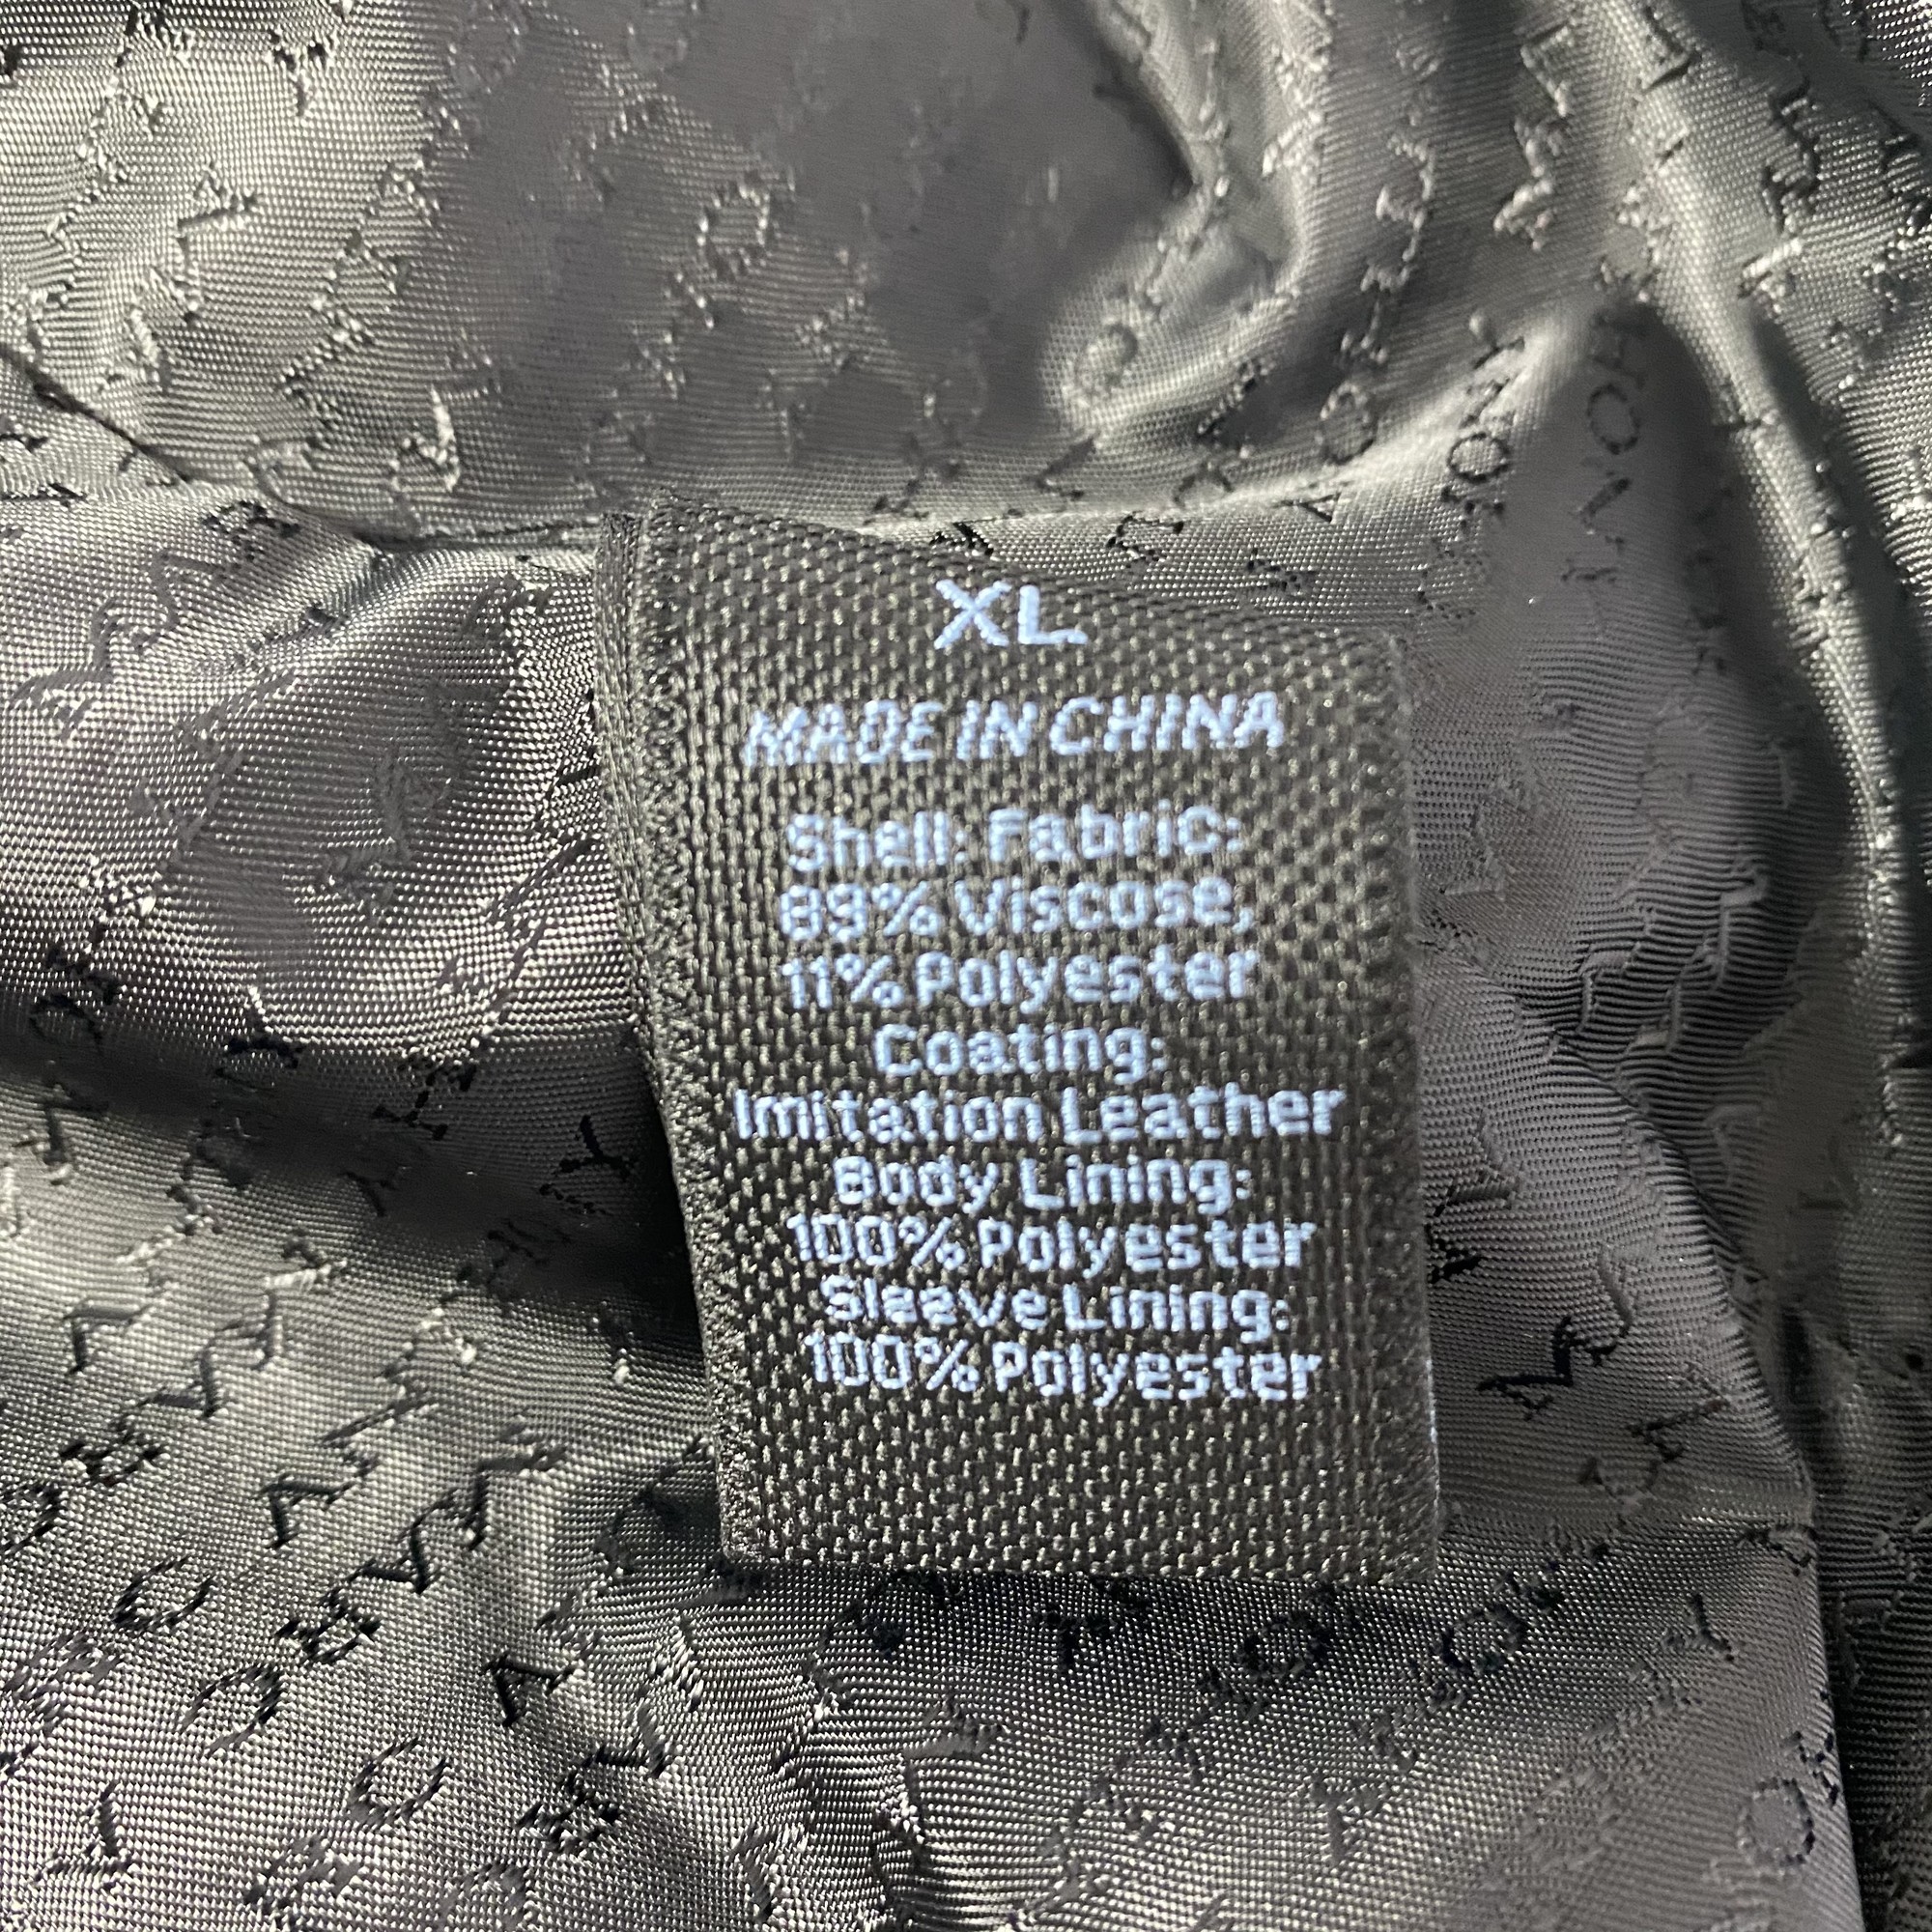 XL
MADE IN CHINA
Shell: Fabric:
89% Viscose,
11% Polyester
Coating:
Imitation Leather
Body Lining:
100% Polyester
Sleeve Lining:
100% Polyester